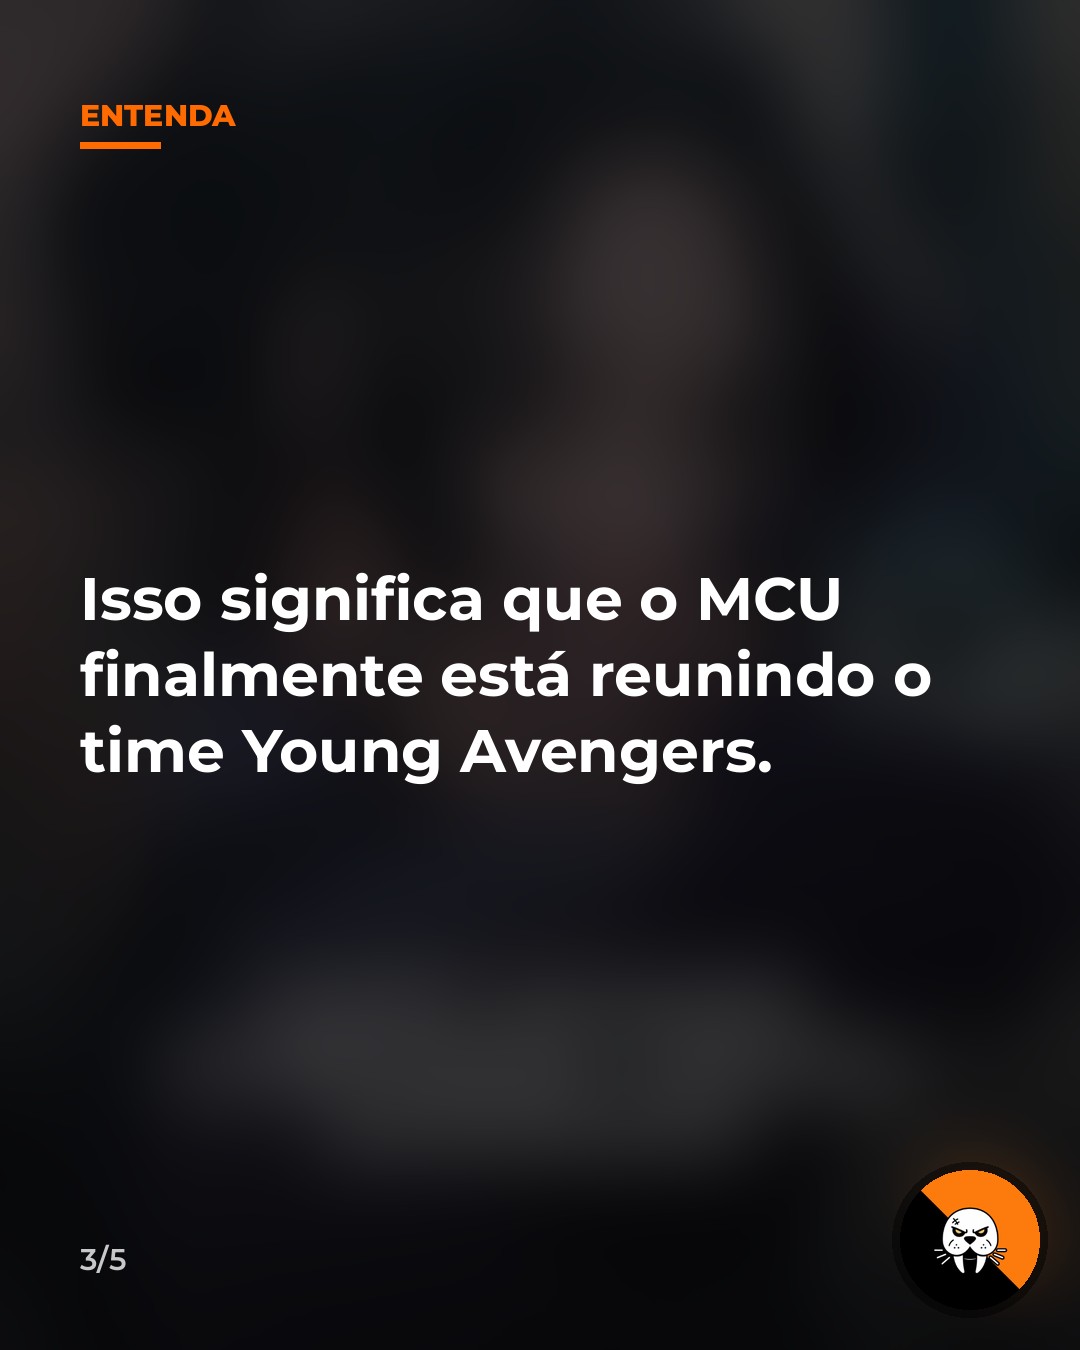 ENTENDA
Isso significa que o MCU
finalmente está reunindo o
time Young Avengers.
3/5